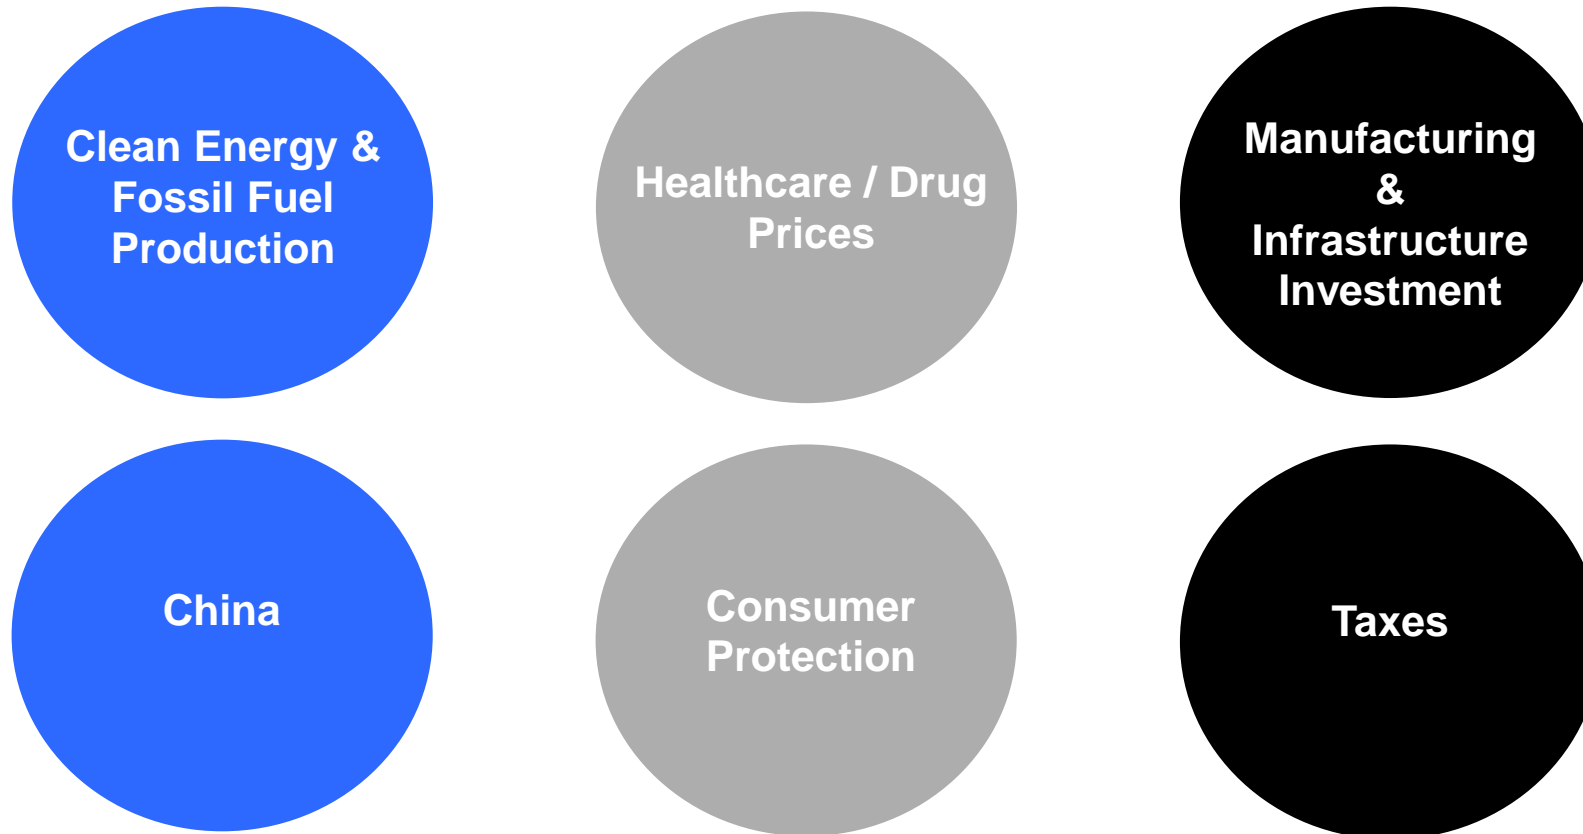 Clean Energy &
Fossil Fuel
Production
Healthcare / Drug
Prices
Manufacturing
&
Infrastructure
Investment
China
Consumer
Protection
Taxes